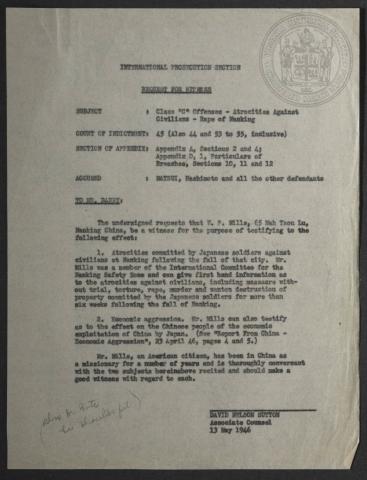 INTERNATIONAL PROSECUTION SECTION
REQUEST FOR WITNESS
SUBJECT : Class "C" Offenses - Atrocities Against
Civilians - Rape of Nanking
COUNT OF INDICTMENT: 45 (Also 44 and 53 to 55, inclusive)
SECTION OF APPENDIX: Appendix A, Sections 2 and 4;
Appendix D, 1, Particulars of
Breaches, Sections 10, 11 and 12
ACCUSED : MATSUI, Hashimoto and all the other defendants
TO MR.
The undersigned requests that W. P. Mills, 65 Mah Taou Lu,
Nanking China, be a witness for the purpose of testifying to the
following effect:
1. Atrocities committed by Japanese soldiers against
civilians at Nanking following the fall of that city. Mr.
Mills was a member of the International Committee for the
Nanking Safety Zone and can give first hand information as
to the atrocities against civilians, including massacre with-
out trial, torture, rape, murder and wanton destruction of
property committed by the Japanese soldiers for more than
six weeks following the fall of Nanking.
2. Economic aggression. Mr. Mills can also testify
as to the effect on the Chinese people of the economic
exploitation of China by Japan. (See "Report From China -
Economic Aggression", 23 April 46, pages 4 and 5.)
Mr. Mills, an American citizen, has been in China as
a missionary for a number of years and is thoroughly conversant
with the two subjects hereinabove recited and should make a
good witness with regard to each.
DAVID NELSON SUTTON
Associate Counsel
13 May 1946